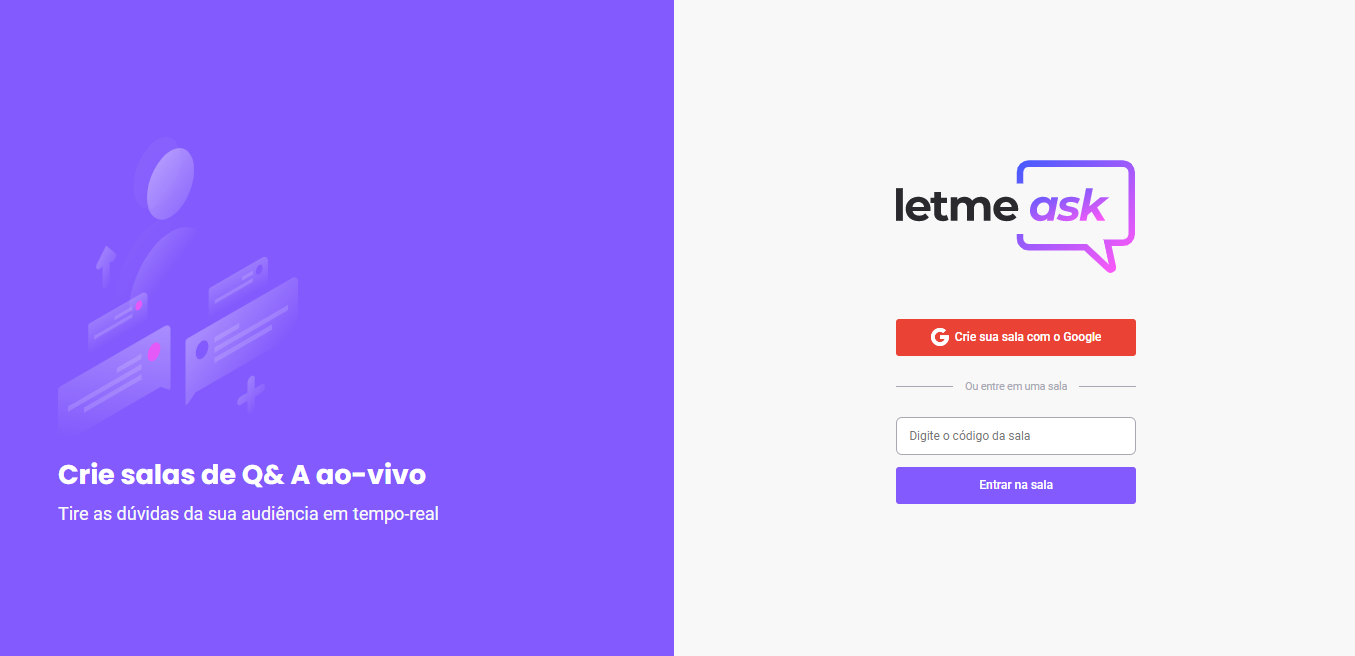 Crie salas de Q& A ao-vivo
Tire as dúvidas da sua audiência em tempo-real
letme ask
Crie sua sala com o Google
Ou entre em uma sala
Digite o código da sala
Entrar na sala